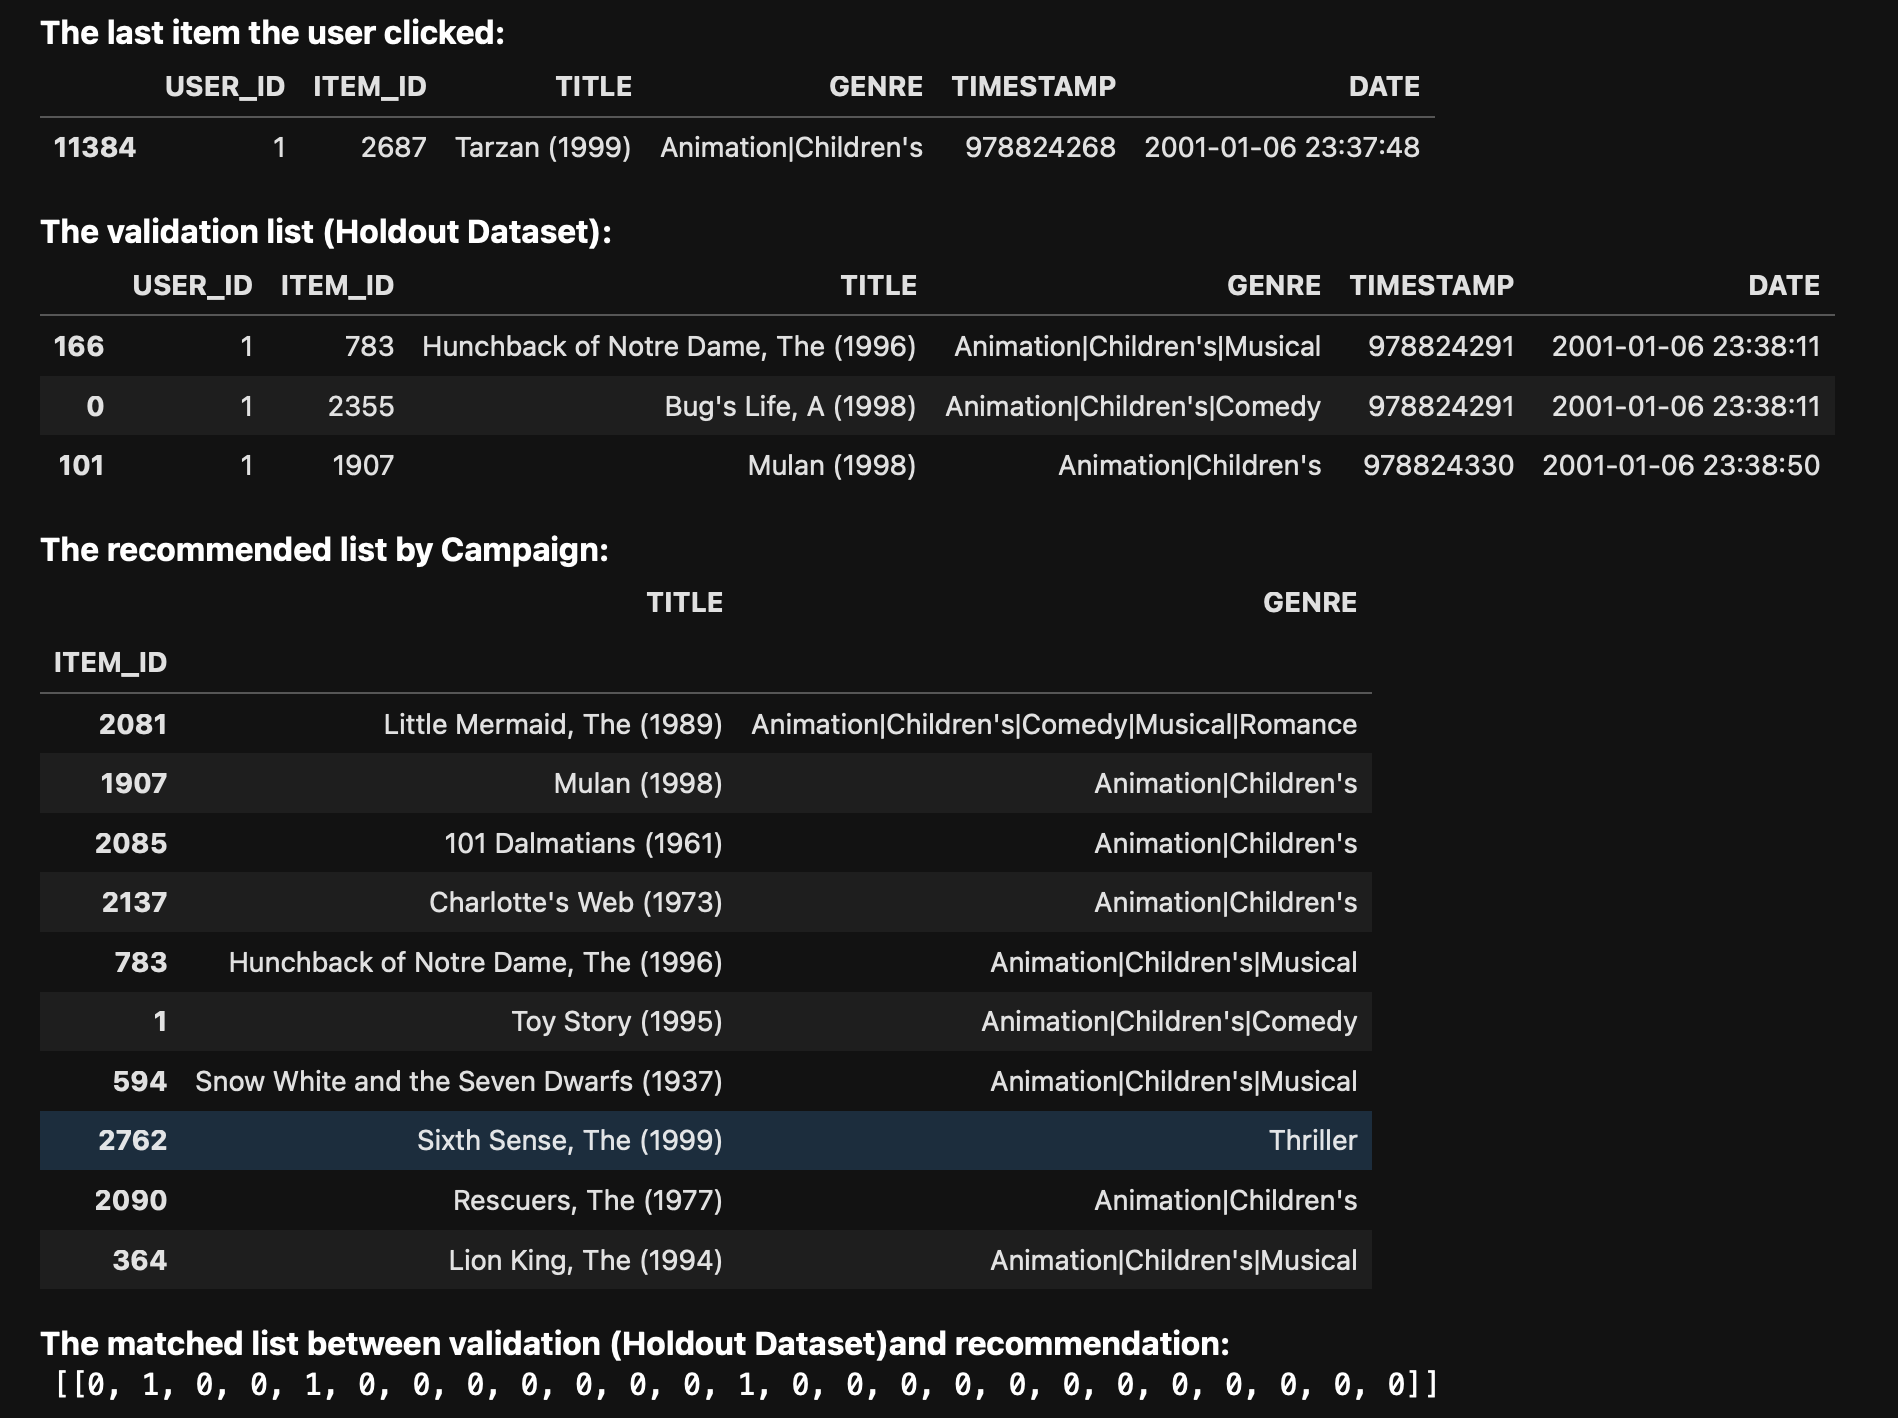 The last item the user clicked:
USER_ID ITEM_ID TITLE GENRE TIMESTAMP DATE
11384 1 2687 Tarzan (1999) Animation|Children's 978824268 2001-01-06 23:37:48
The validation list (Holdout Dataset):
USER_ID ITEM_ID TITLE GENRE TIMESTAMP DATE
166 1 783 Hunchback of Notre Dame, The (1996) Animation|Children's|Musical 978824291 2001-01-06 23:38:11
0 1 2355 Bug's Life, A (1998) Animation|Children's|Comedy 978824291 2001-01-06 23:38:11
101 1 1907 Mulan (1998) Animation|Children's 978824330 2001-01-06 23:38:50
The recommended list by Campaign:
TITLE GENRE
ITEM_ID
2081 Little Mermaid, The (1989) Animation|Children's|Comedy|Musical|Romance
1907 Mulan (1998) Animation|Children's
2085 101 Dalmatians (1961) Animation|Children's
2137 Charlotte's Web (1973) Animation|Children's
783 Hunchback of Notre Dame, The (1996) Animation|Children's|Musical
1 Toy Story (1995) Animation|Children's|Comedy
594 Snow White and the Seven Dwarfs (1937) Animation|Children's|Musical
2762 Sixth Sense, The (1999) Thriller
2090 Rescuers, The (1977) Animation|Children's
364 Lion King, The (1994) Animation|Children's|Musical
The matched list between validation (Holdout Dataset)and recommendation:
[[0, 1, 0, 0, 1, 0, 0, 0, 0, 0, 0, 0, 1, 0, 0, 0, 0, 0, 0, 0, 0, 0, 0, 0, 0]]